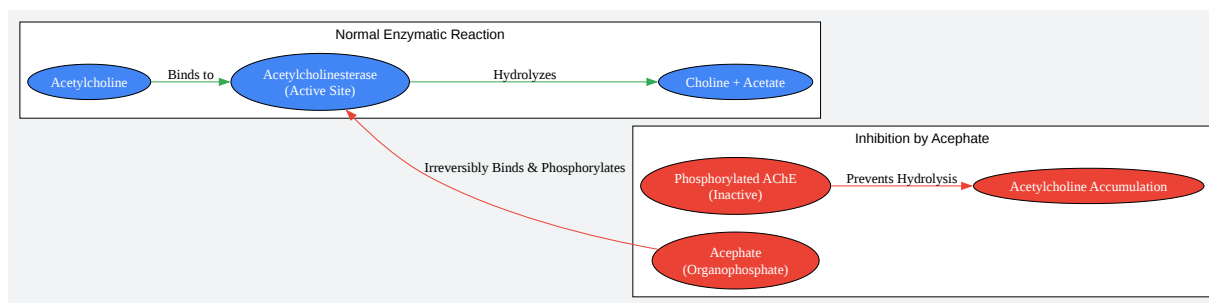 Normal Enzymatic Reaction
Acetylcholine
Binds to
Acetylcholinesterase
(Active Site)
Hydrolyzes
Choline + Acetate
Inhibition by Acephate
Irreversibly Binds & Phosphorylates
Phosphorylated AChE
(Inactive)
Prevents Hydrolysis
Acetylcholine Accumulation
Acephate
(Organophosphate)